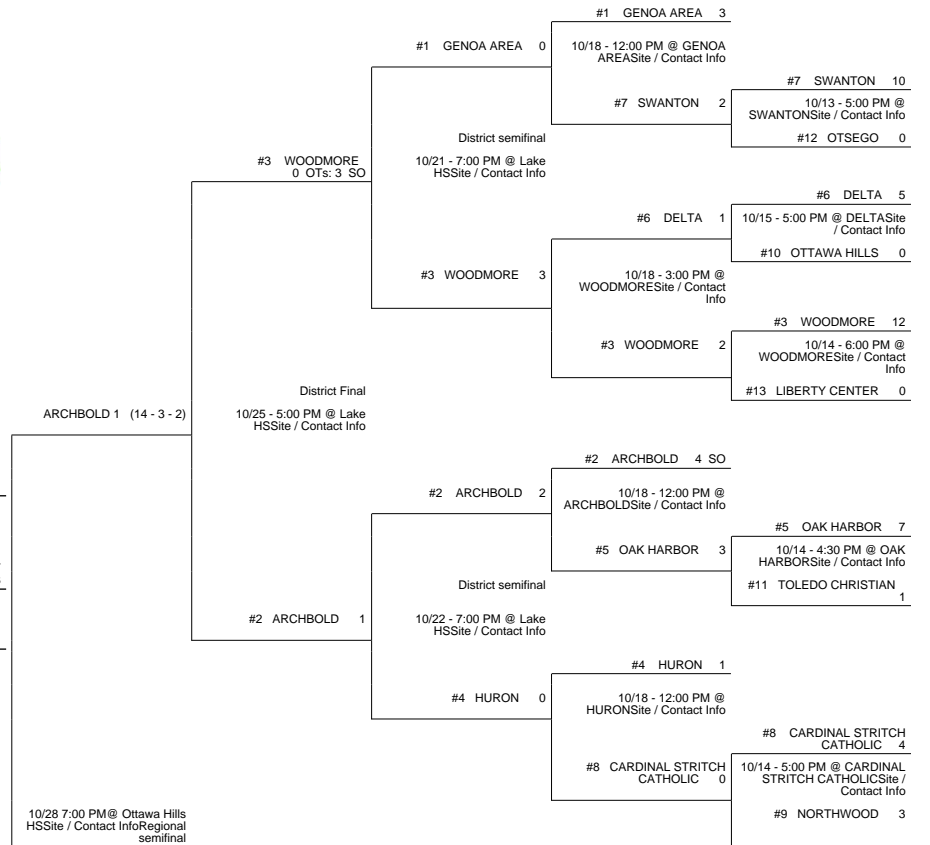 #1 GENOA AREA 3
#1 GENOA AREA 0
10/18 - 12:00 PM @ GENOA
AREASite / Contact Info
#7 SWANTON 10
#7 SWANTON 2
10/13 - 5:00 PM @
SWANTONSite / Contact Info
#12 OTSEGO 0
District semifinal
10/21 - 7:00 PM @ Lake
HSSite / Contact Info
#3 WOODMORE
0 OTs: 3 SO
#6 DELTA 5
#6 DELTA 1
10/15 - 5:00 PM @ DELTASite
/ Contact Info
#10 OTTAWA HILLS 0
#3 WOODMORE 3
10/18 - 3:00 PM @
WOODMORESite / Contact
Info
#3 WOODMORE 12
#3 WOODMORE 2
10/14 - 6:00 PM @
WOODMORESite / Contact
Info
#13 LIBERTY CENTER 0
District Final
10/25 - 5:00 PM @ Lake
HSSite / Contact Info
ARCHBOLD 1 (14 - 3 - 2)
#2 ARCHBOLD 4 SO
#2 ARCHBOLD 2
10/18 - 12:00 PM @
ARCHBOLDSite / Contact Info
#5 OAK HARBOR 7
#5 OAK HARBOR 3
10/14 - 4:30 PM @ OAK
HARBORSite / Contact Info
#11 TOLEDO CHRISTIAN
1
District semifinal
10/22 - 7:00 PM @ Lake
HSSite / Contact Info
#2 ARCHBOLD 1
#4 HURON 1
#4 HURON 0
10/18 - 12:00 PM @
HURONSite / Contact Info
#8 CARDINAL STRITCH
CATHOLIC 4
#8 CARDINAL STRITCH
CATHOLIC 0
10/14 - 5:00 PM @ CARDINAL
STRITCH CATHOLICSite /
Contact Info
#9 NORTHWOOD 3
10/28 7:00 PM@ Ottawa Hills
HSSite / Contact InfoRegional
semifinal